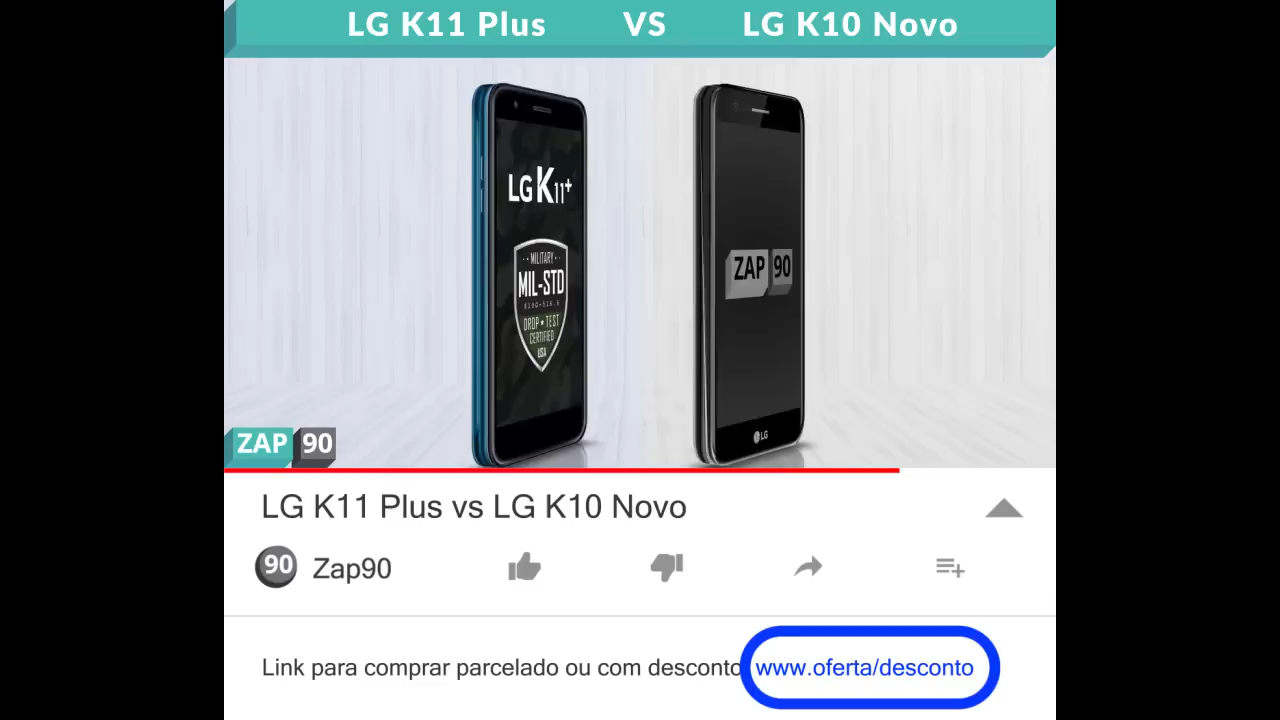 LG K11 Plus VS LG K10 Novo
LG K11+
MILITARY
MIL-STD
DROP TEST
CERTIFIED
USA
ZAP 90
LG
ZAP 90
LG K11 Plus vs LG K10 Novo
90 Zap90
Link para comprar parcelado ou com desconto www.oferta/desconto